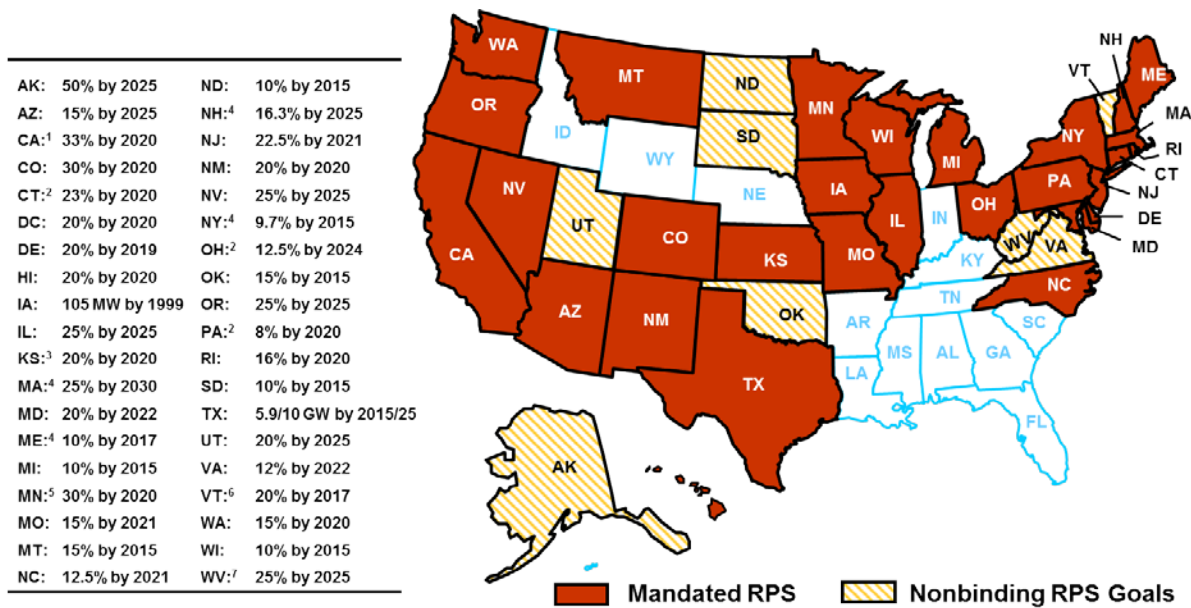 AK: 50% by 2025 ND: 10% by 2015
AZ: 15% by 2025 NH:⁴ 16.3% by 2025
CA:¹ 33% by 2020 NJ: 22.5% by 2021
CO: 30% by 2020 NM: 20% by 2020
CT:² 23% by 2020 NV: 25% by 2025
DC: 20% by 2020 NY:⁴ 9.7% by 2015
DE: 20% by 2019 OH:² 12.5% by 2024
HI: 20% by 2020 OK: 15% by 2015
IA: 105 MW by 1999 OR: 25% by 2025
IL: 25% by 2025 PA:² 8% by 2020
KS:³ 20% by 2020 RI: 16% by 2020
MA:⁴ 25% by 2030 SD: 10% by 2015
MD: 20% by 2022 TX: 5.9/10 GW by 2015/25
ME:⁴ 10% by 2017 UT: 20% by 2025
MI: 10% by 2015 VA: 12% by 2022
MN:⁵ 30% by 2020 VT:⁶ 20% by 2017
MO: 15% by 2021 WA: 15% by 2020
MT: 15% by 2015 WI: 10% by 2015
NC: 12.5% by 2021 WV:⁷ 25% by 2025
WA
MT
ND
MN
VT
NH
ME
OR
ID
SD
WI
NY
MA
WY
MI
RI
NV
NE
IA
PA
CT
NJ
UT
CO
IL
IN
OH
DE
CA
KS
MO
KY
WV
VA
MD
AZ
NM
OK
AR
TN
NC
SC
TX
LA
MS
AL
GA
FL
AK
Mandated RPS
Nonbinding RPS Goals